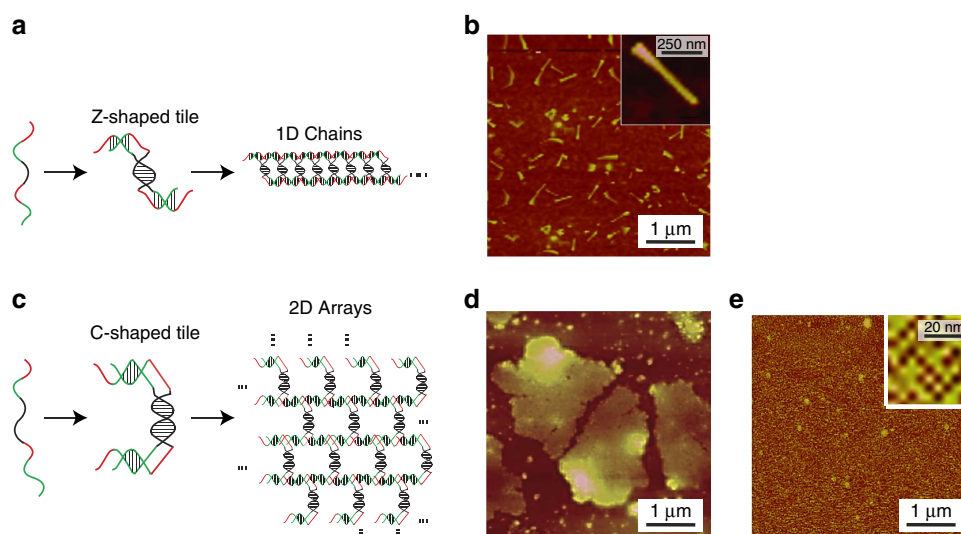 a
Z-shaped tile
1D Chains
b
250 nm
1 μm
c
C-shaped tile
2D Arrays
d
1 μm
e
20 nm
1 μm